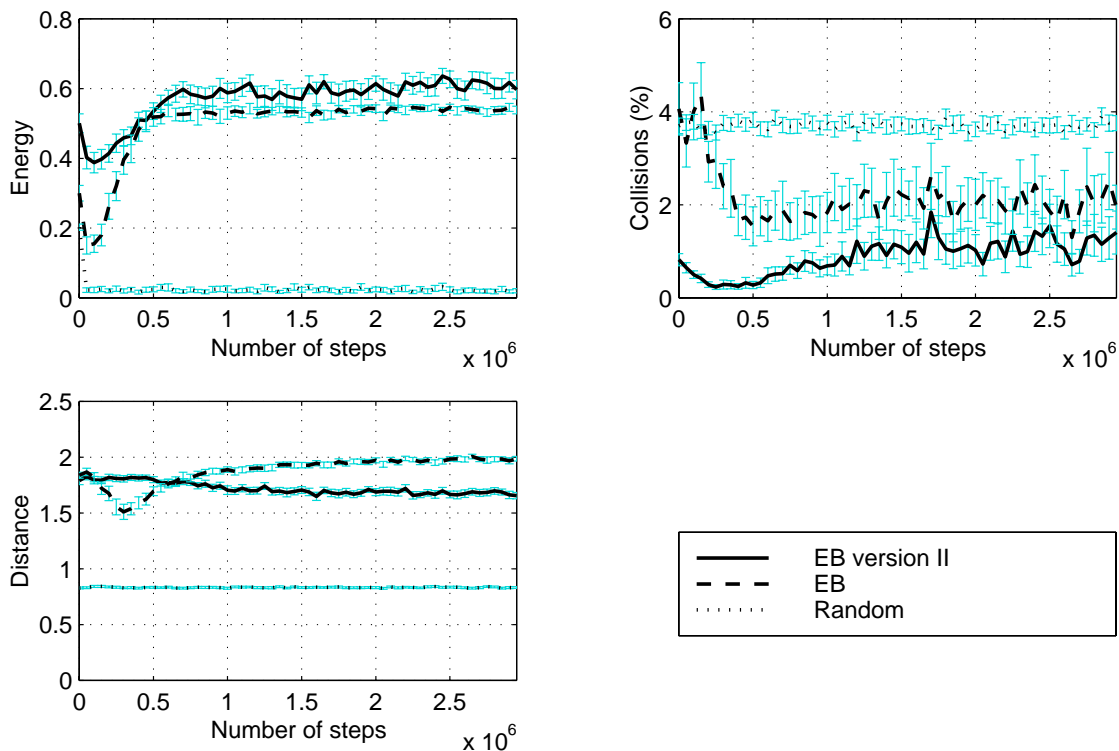 0.8
0.6
0.4
0.2
0
Energy
0 0.5 1 1.5 2 2.5
Number of steps
x 10^6
6
4
2
0
Collisions (%)
0 0.5 1 1.5 2 2.5
Number of steps
x 10^6
2.5
2
1.5
1
0.5
0
Distance
0 0.5 1 1.5 2 2.5
Number of steps
x 10^6
EB version II
EB
Random